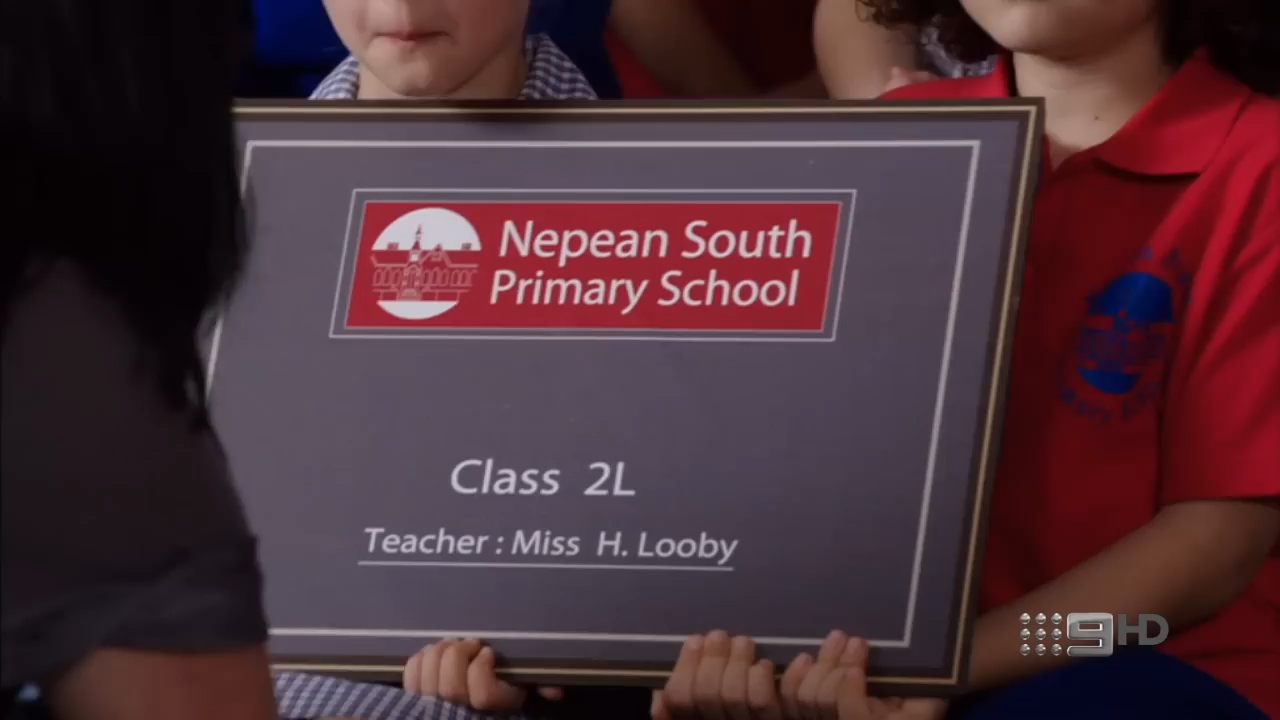 Nepean South
Primary School
Class 2L
Teacher : Miss H. Looby
9HD